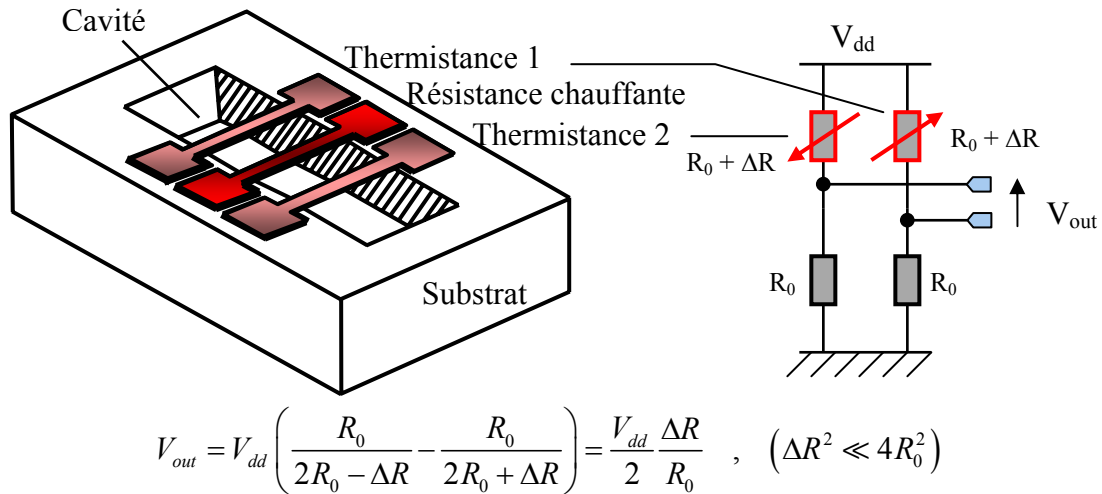 Cavité
Thermistance 1
Résistance chauffante
Thermistance 2
Substrat
V_dd
R_0 + ΔR
R_0 + ΔR
V_out
R_0
R_0
V_out = V_dd ( R_0 / (2R_0 − ΔR) − R_0 / (2R_0 + ΔR) ) = V_dd / 2 ΔR / R_0 , (ΔR² ≪ 4R_0²)